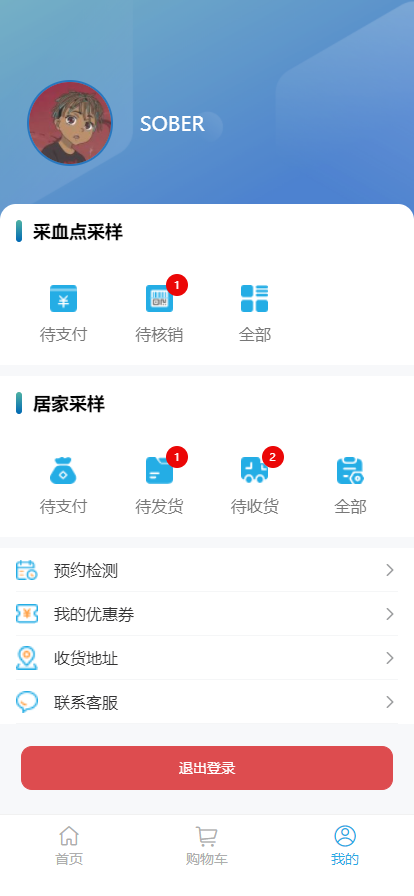 SOBER
采血点采样
1
待支付
待核销
全部
居家采样
1
2
待支付
待发货
待收货
全部
预约检测
我的优惠券
收货地址
联系客服
退出登录
首页
购物车
我的